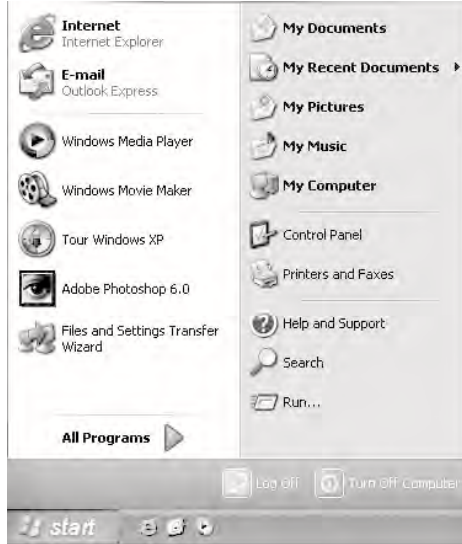 Internet
Internet Explorer
E-mail
Outlook Express
Windows Media Player
Windows Movie Maker
Tour Windows XP
Adobe Photoshop 6.0
Files and Settings Transfer
Wizard
All Programs
My Documents
My Recent Documents
My Pictures
My Music
My Computer
Control Panel
Printers and Faxes
Help and Support
Search
Run...
Log Off
Turn Off Computer
start